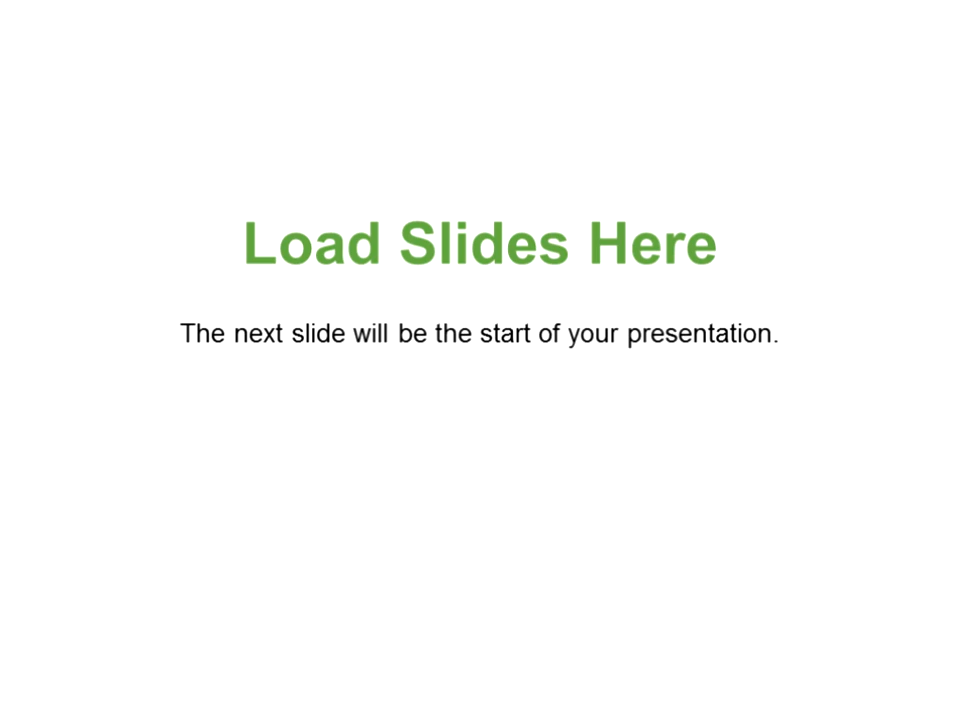 Load Slides Here
The next slide will be the start of your presentation.